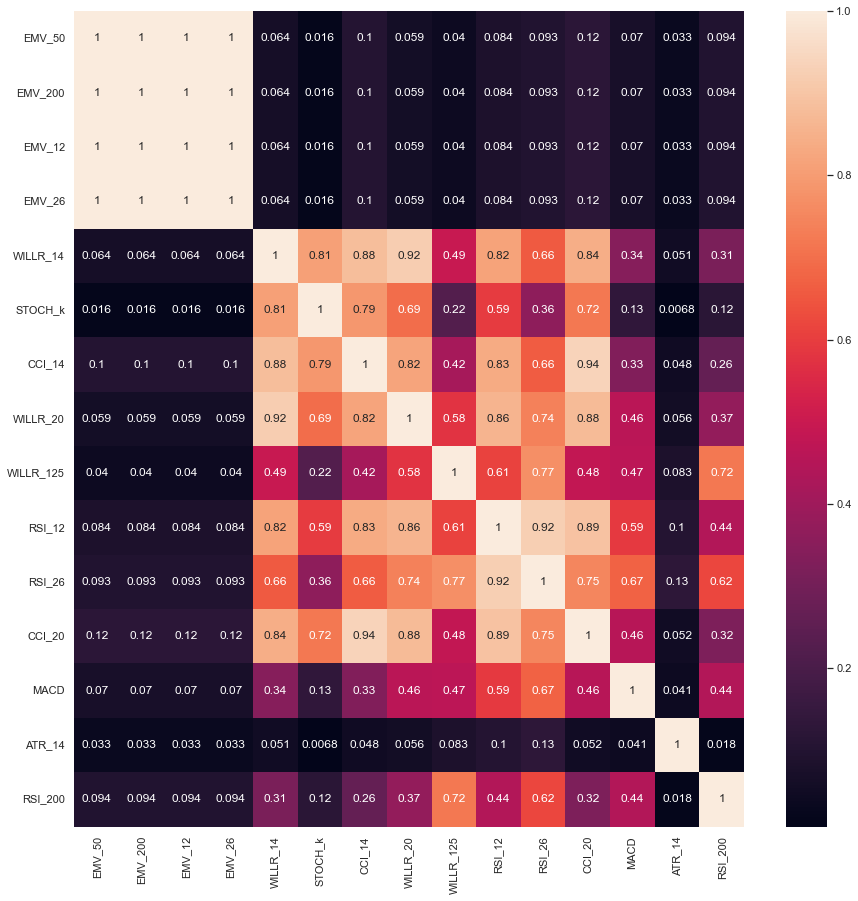 EMV_50 1 1 1 1 0.064 0.016 0.1 0.059 0.04 0.084 0.093 0.12 0.07 0.033 0.094
EMV_200 1 1 1 1 0.064 0.016 0.1 0.059 0.04 0.084 0.093 0.12 0.07 0.033 0.094
EMV_12 1 1 1 1 0.064 0.016 0.1 0.059 0.04 0.084 0.093 0.12 0.07 0.033 0.094
EMV_26 1 1 1 1 0.064 0.016 0.1 0.059 0.04 0.084 0.093 0.12 0.07 0.033 0.094
WILLR_14 0.064 0.064 0.064 0.064 1 0.81 0.88 0.92 0.49 0.82 0.66 0.84 0.34 0.051 0.31
STOCH_k 0.016 0.016 0.016 0.016 0.81 1 0.79 0.69 0.22 0.59 0.36 0.72 0.13 0.0068 0.12
CCI_14 0.1 0.1 0.1 0.1 0.88 0.79 1 0.82 0.42 0.83 0.66 0.94 0.33 0.048 0.26
WILLR_20 0.059 0.059 0.059 0.059 0.92 0.69 0.82 1 0.58 0.86 0.74 0.88 0.46 0.056 0.37
WILLR_125 0.04 0.04 0.04 0.04 0.49 0.22 0.42 0.58 1 0.61 0.77 0.48 0.47 0.083 0.72
RSI_12 0.084 0.084 0.084 0.084 0.82 0.59 0.83 0.86 0.61 1 0.92 0.89 0.59 0.1 0.44
RSI_26 0.093 0.093 0.093 0.093 0.66 0.36 0.66 0.74 0.77 0.92 1 0.75 0.67 0.13 0.62
CCI_20 0.12 0.12 0.12 0.12 0.84 0.72 0.94 0.88 0.48 0.89 0.75 1 0.46 0.052 0.32
MACD 0.07 0.07 0.07 0.07 0.34 0.13 0.33 0.46 0.47 0.59 0.67 0.46 1 0.041 0.44
ATR_14 0.033 0.033 0.033 0.033 0.051 0.0068 0.048 0.056 0.083 0.1 0.13 0.052 0.041 1 0.018
RSI_200 0.094 0.094 0.094 0.094 0.31 0.12 0.26 0.37 0.72 0.44 0.62 0.32 0.44 0.018 1
EMV_50 EMV_200 EMV_12 EMV_26 WILLR_14 STOCH_k CCI_14 WILLR_20 WILLR_125 RSI_12 RSI_26 CCI_20 MACD ATR_14 RSI_200
1.0
0.8
0.6
0.4
0.2